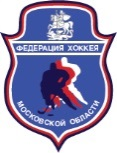 ФЕДЕРАЦИЯ ХОККЕЯ
МОСКОВСКОЙ ОБЛАСТИ